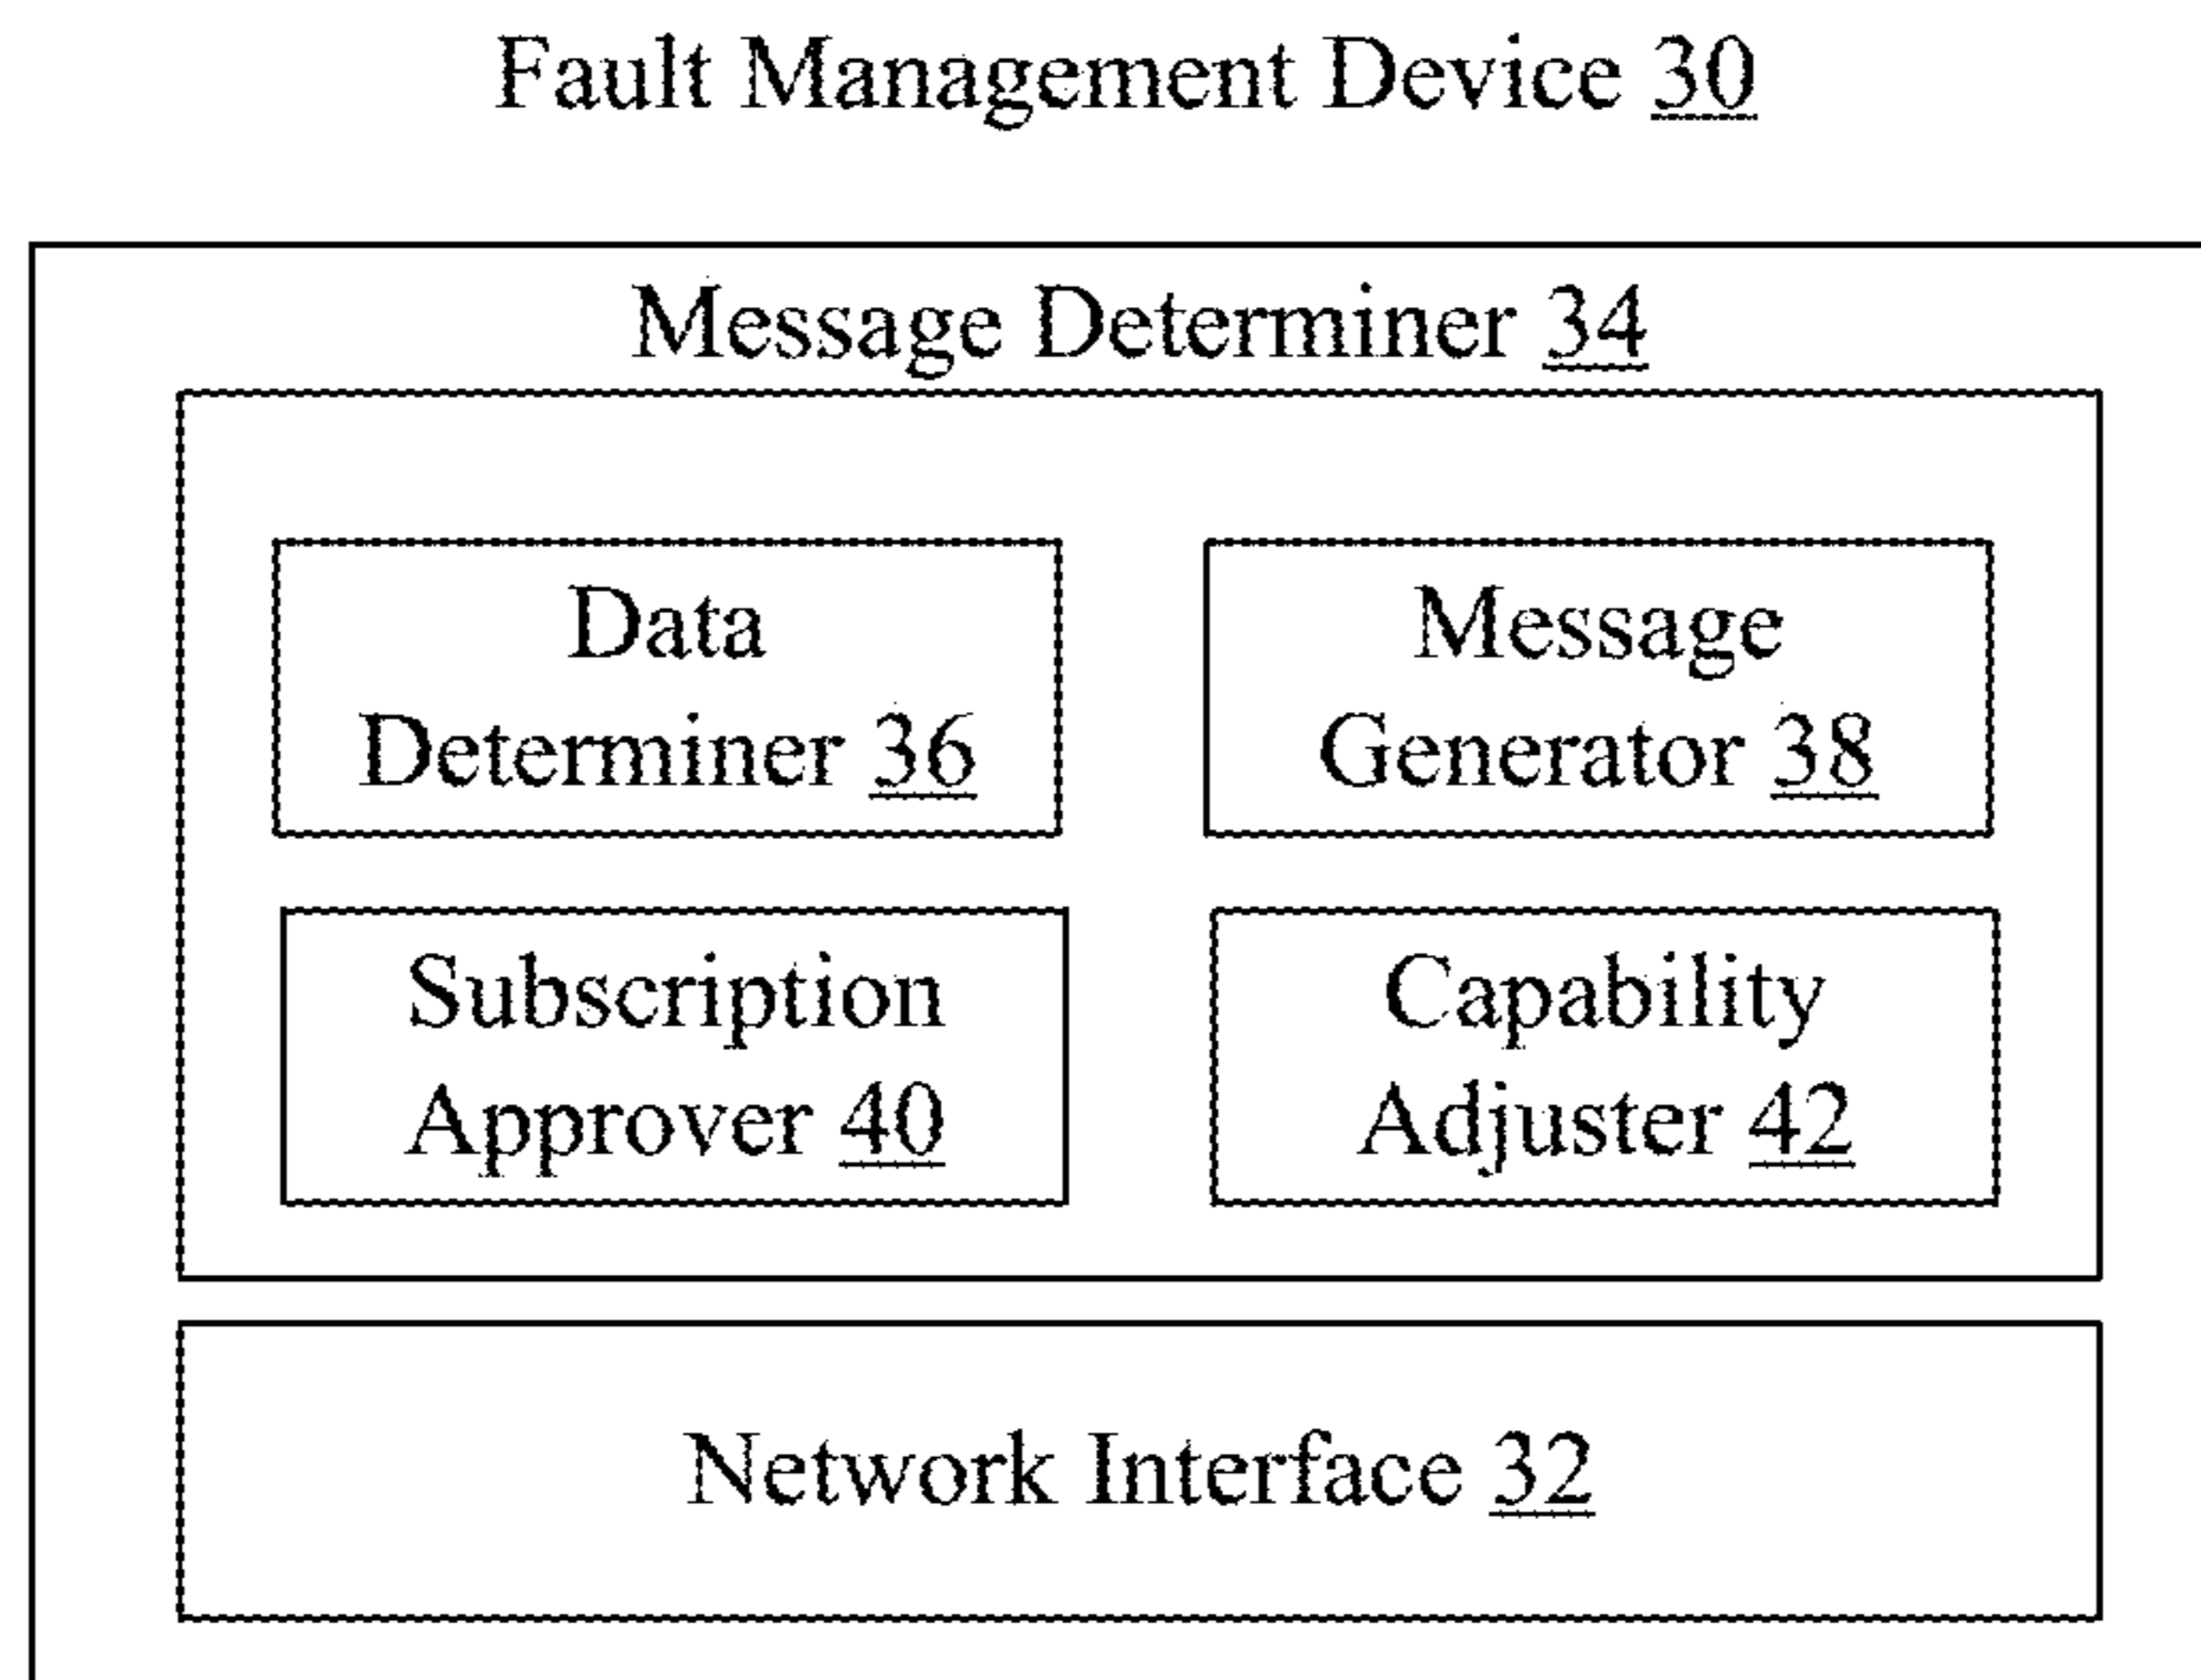 Fault Management Device 30
Message Determiner 34
Data
Determiner 36
Message
Generator 38
Subscription
Approver 40
Capability
Adjuster 42
Network Interface 32